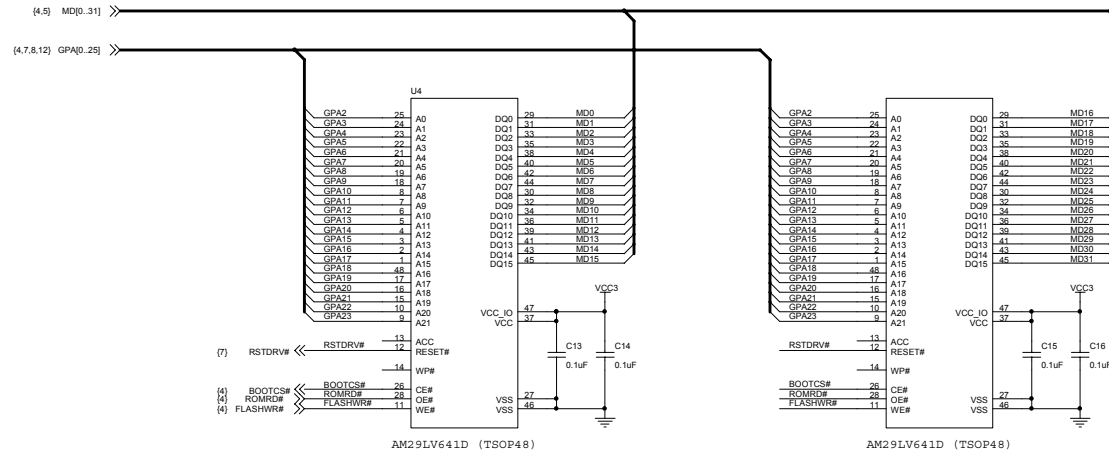 {4,5} MD[0..31]
{4,7,8,12} GPA[0..25]
U4
GPA2 25 A0 DQ0 29 MD0
GPA3 24 A1 DQ1 31 MD1
GPA4 23 A2 DQ2 33 MD2
GPA5 22 A3 DQ3 35 MD3
GPA6 21 A4 DQ4 38 MD4
GPA7 20 A5 DQ5 40 MD5
GPA8 19 A6 DQ6 42 MD6
GPA9 18 A7 DQ7 44 MD7
GPA10 8 A8 DQ8 30 MD8
GPA11 7 A9 DQ9 32 MD9
GPA12 6 A10 DQ10 34 MD10
GPA13 5 A11 DQ11 36 MD11
GPA14 4 A12 DQ12 39 MD12
GPA15 3 A13 DQ13 41 MD13
GPA16 2 A14 DQ14 43 MD14
GPA17 1 A15 DQ15 45 MD15
GPA18 48 A16
GPA19 17 A17
GPA20 16 A18
GPA21 15 A19
GPA22 10 A20
GPA23 9 A21
VCC3
VCC_IO 47
VCC 37
13 ACC
{7} RSTDRV# RSTDRV# 12 RESET#
C13 0.1uF
C14 0.1uF
14 WP#
{4} BOOTCS# BOOTCS# 26 CE#
{4} ROMRD# ROMRD# 28 OE#
{4} FLASHWR# FLASHWR# 11 WE#
VSS 27
VSS 46
AM29LV641D (TSOP48)
GPA2 25 A0 DQ0 29 MD16
GPA3 24 A1 DQ1 31 MD17
GPA4 23 A2 DQ2 33 MD18
GPA5 22 A3 DQ3 35 MD19
GPA6 21 A4 DQ4 38 MD20
GPA7 20 A5 DQ5 40 MD21
GPA8 19 A6 DQ6 42 MD22
GPA9 18 A7 DQ7 44 MD23
GPA10 8 A8 DQ8 30 MD24
GPA11 7 A9 DQ9 32 MD25
GPA12 6 A10 DQ10 34 MD26
GPA13 5 A11 DQ11 36 MD27
GPA14 4 A12 DQ12 39 MD28
GPA15 3 A13 DQ13 41 MD29
GPA16 2 A14 DQ14 43 MD30
GPA17 1 A15 DQ15 45 MD31
GPA18 48 A16
GPA19 17 A17
GPA20 16 A18
GPA21 15 A19
GPA22 10 A20
GPA23 9 A21
VCC3
VCC_IO 47
VCC 37
13 ACC
RSTDRV# 12 RESET#
C15 0.1uF
C16 0.1uF
14 WP#
BOOTCS# 26 CE#
ROMRD# 28 OE#
FLASHWR# 11 WE#
VSS 27
VSS 46
AM29LV641D (TSOP48)